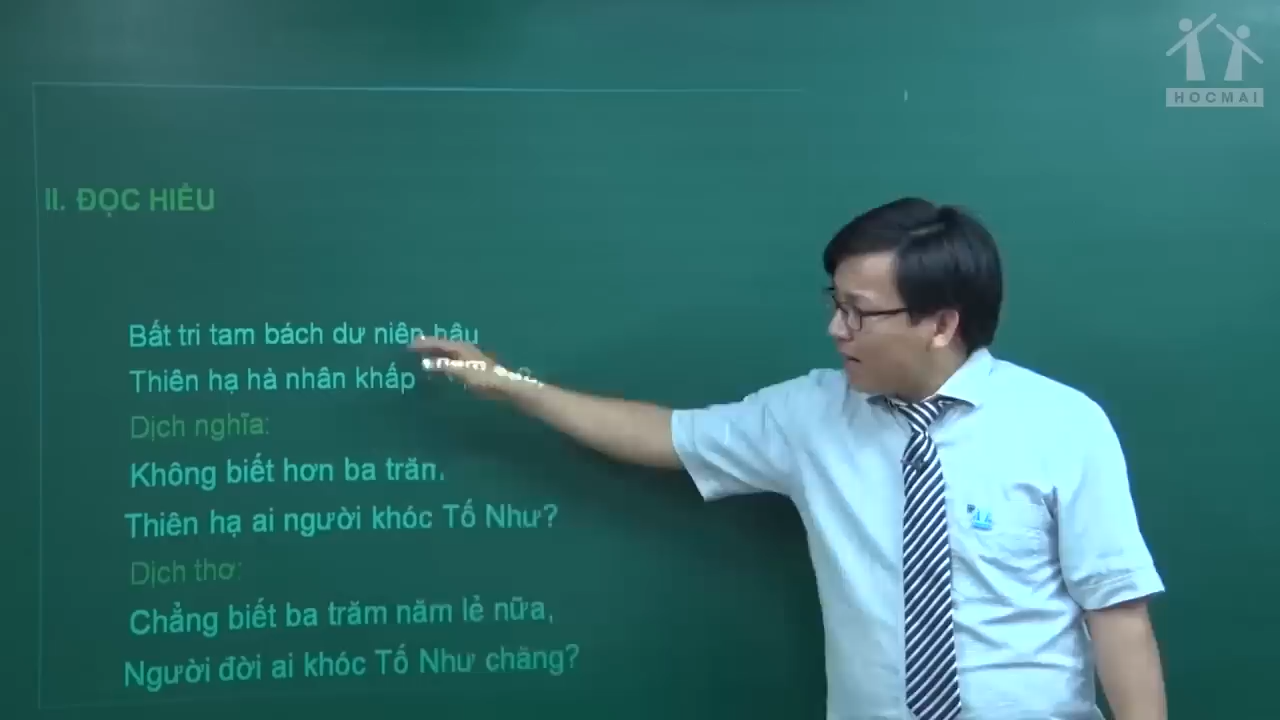 HOCMAI
II. ĐỌC HIỂU
Bất tri tam bách dư niên hậu
Thiên hạ hà nhân khấp
Dịch nghĩa:
Không biết hơn ba trăm
Thiên hạ ai người khóc Tố Như?
Dịch thơ:
Chẳng biết ba trăm năm lẻ nữa,
Người đời ai khóc Tố Như chăng?